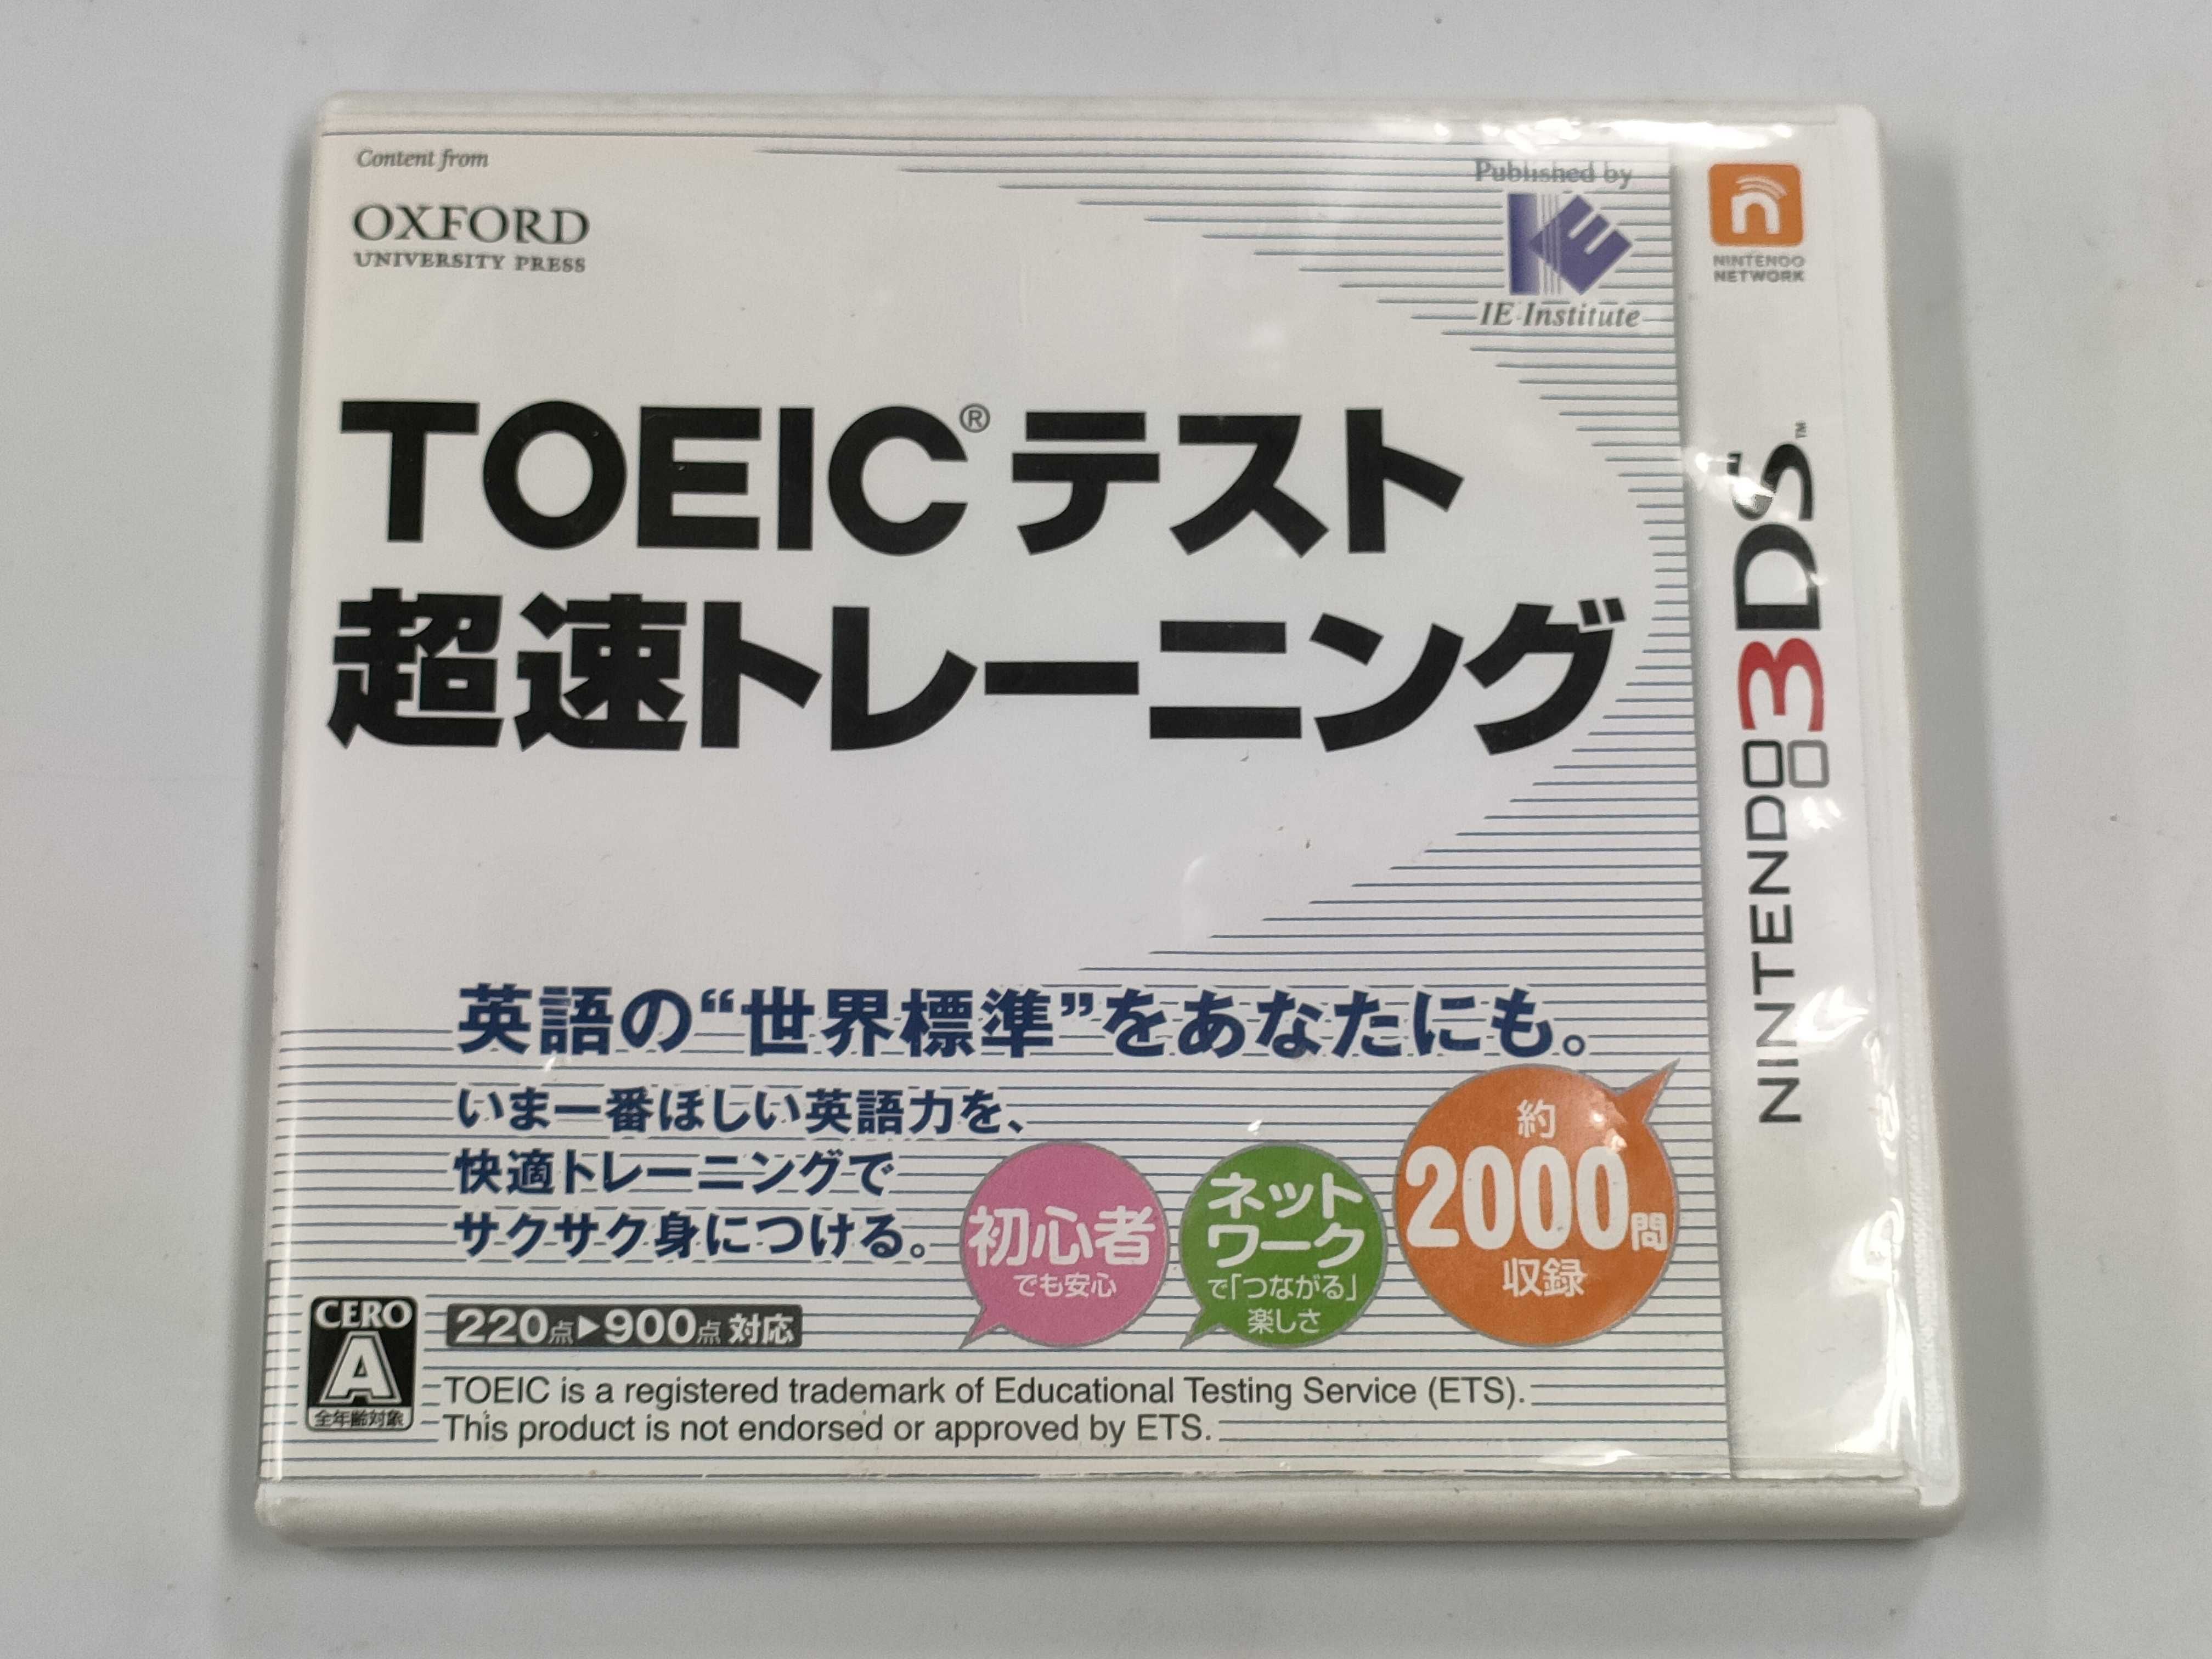 Content from
OXFORD
UNIVERSITY PRESS
Published by
IE Institute
NINTENDO
NETWORK
TOEIC®テスト
超速トレーニング
NINTENDO3DS™
英語の“世界標準”をあなたにも。
いま一番ほしい英語力を、
快適トレーニングで
サクサク身につける。
初心者
でも安心
ネット
ワーク
で「つながる」
楽しさ
約
2000問
収録
CERO
A
全年齢対象
220点▶900点 対応
TOEIC is a registered trademark of Educational Testing Service (ETS).
This product is not endorsed or approved by ETS.